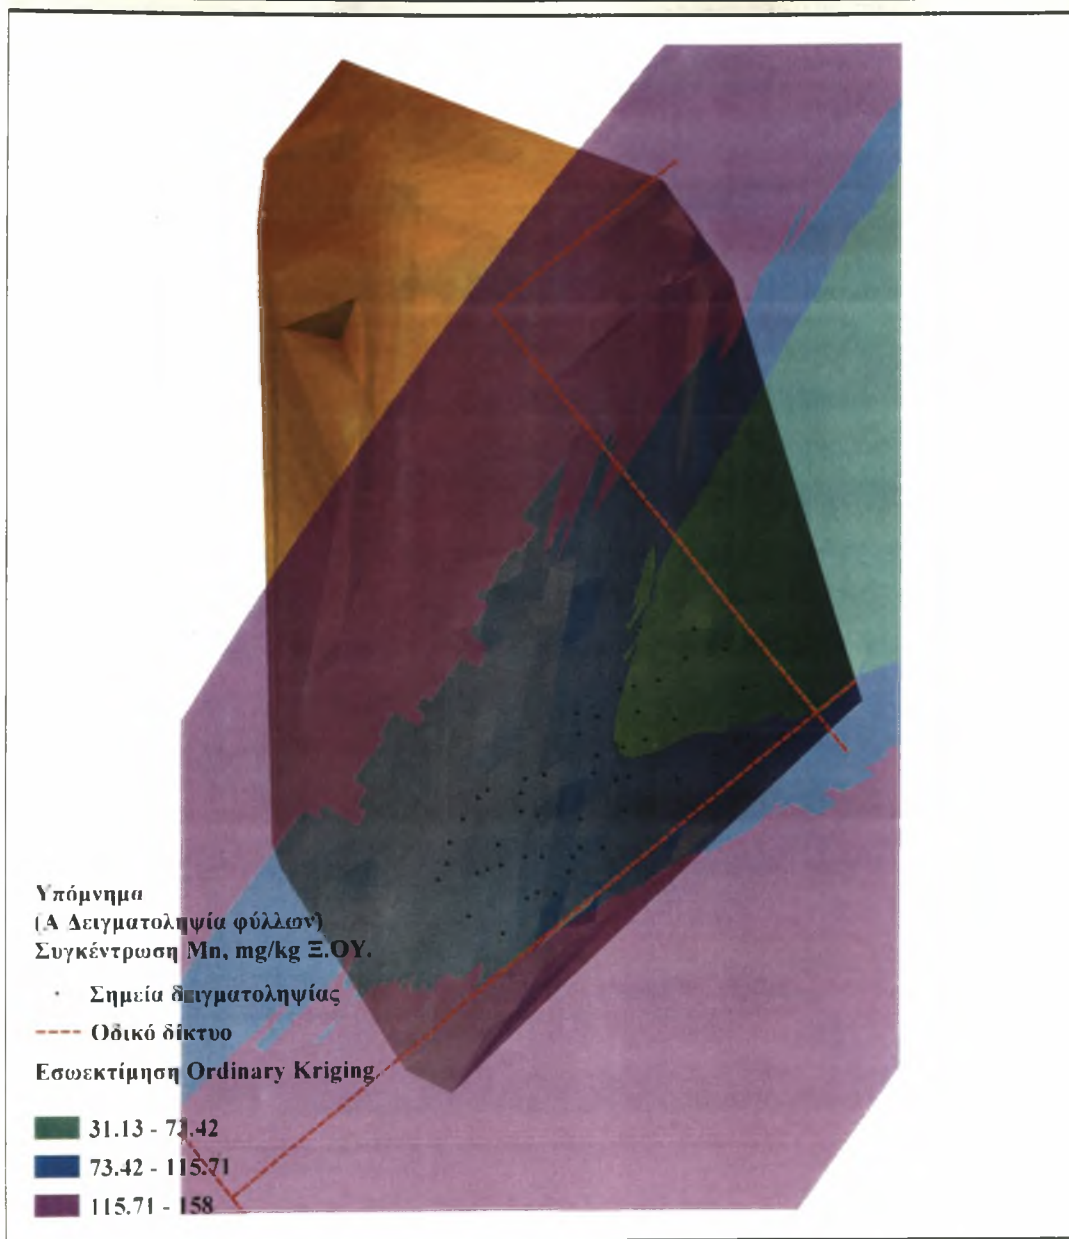 Υπόμνημα
(Α Δειγματοληψία φύλλων)
Συγκέντρωση Mn, mg/kg Ξ.ΟΥ.
Σημεία δειγματοληψίας
Οδικό δίκτυο
Εσωεκτίμηση Ordinary Kriging
31.13 - 73.42
73.42 - 115.71
115.71 - 158